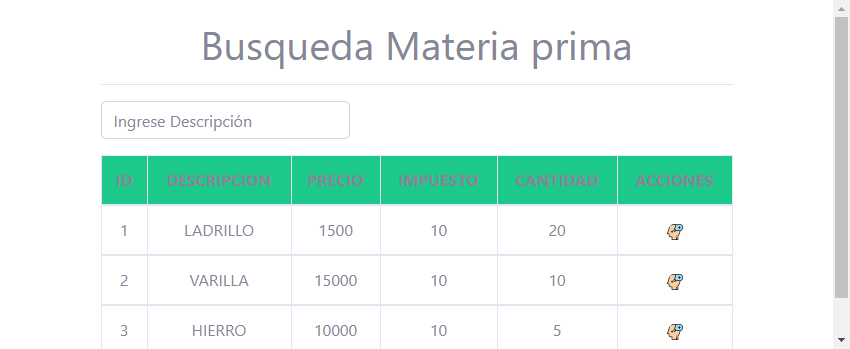 Busqueda Materia prima
Ingrese Descripción
ID DESCRIPCION PRECIO IMPUESTO CANTIDAD ACCIONES
1 LADRILLO 1500 10 20
2 VARILLA 15000 10 10
3 HIERRO 10000 10 5